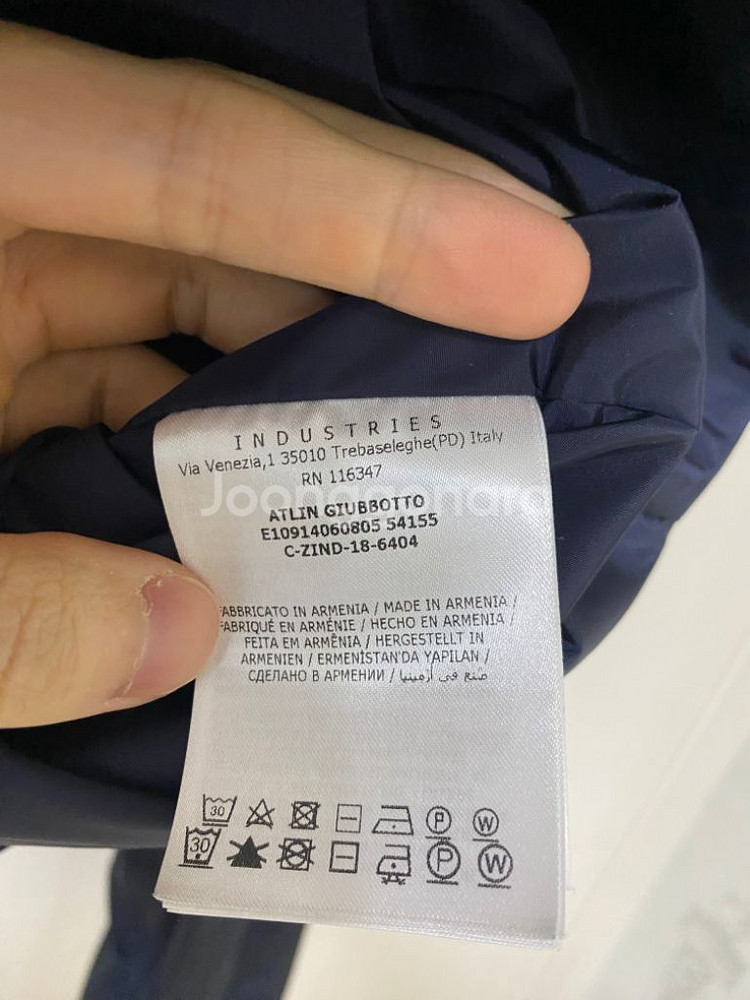 INDUSTRIES
Via Venezia,1 35010 Trebaseleghe(PD) Italy
RN 116347
Joonggonara
ATLIN GIUBBOTTO
E10914060805 54155
C-ZIND-18-6404
FABBRICATO IN ARMENIA / MADE IN ARMENIA /
FABRIQUÉ EN ARMÉNIE / HECHO EN ARMENIA /
FEITA EM ARMÊNIA / HERGESTELLT IN
ARMENIEN / ERMENİSTAN'DA YAPILAN /
СДЕЛАНО В АРМЕНИИ / صنع في أرمينيا
30 P W
30 P W